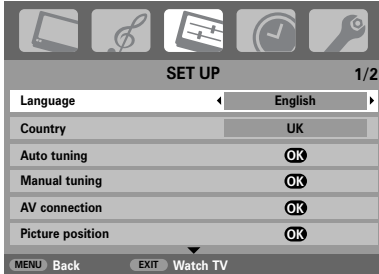 SET UP 1/2
Language English
Country UK
Auto tuning OK
Manual tuning OK
AV connection OK
Picture position OK
MENU Back EXIT Watch TV